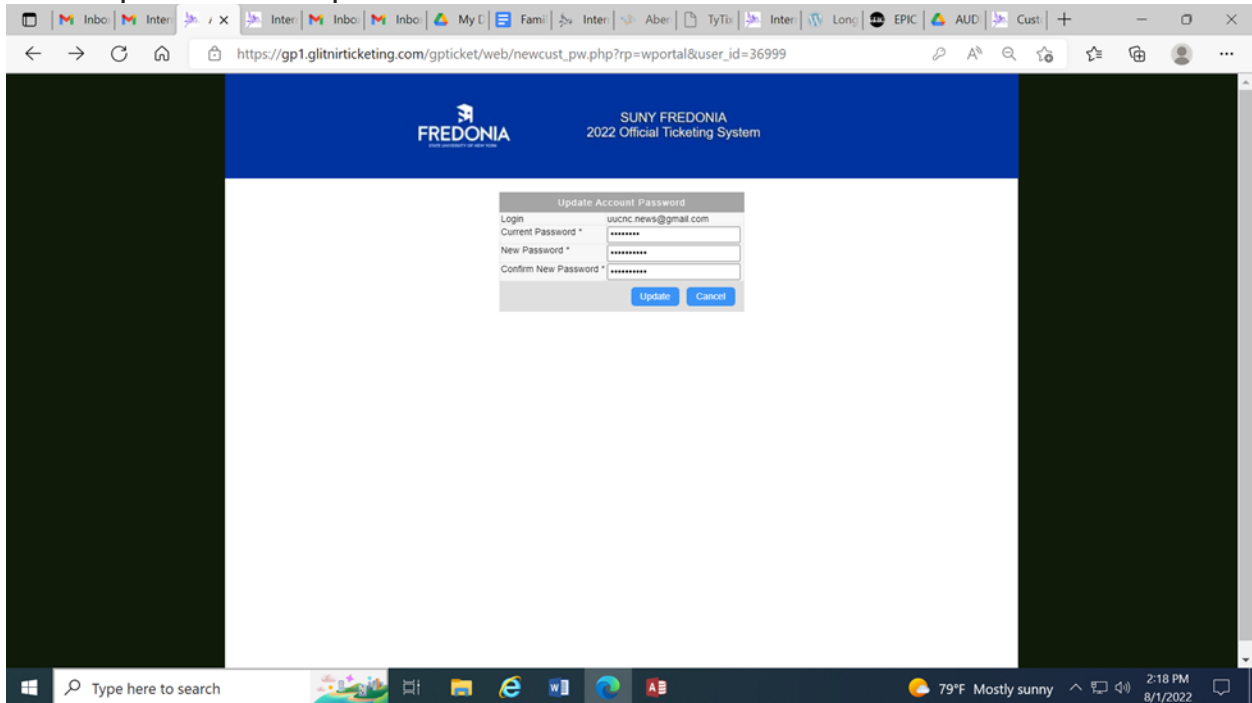 Inbo Inter / Inter Inbo Inbo My D Fami Inter Aber TyTix Inter Long EPIC AUD Cust
https://gp1.glitnirticketing.com/gpticket/web/newcust_pw.php?rp=wportal&user_id=36999
FREDONIA
STATE UNIVERSITY OF NEW YORK
SUNY FREDONIA
2022 Official Ticketing System
Update Account Password
Login uucnc.news@gmail.com
Current Password * ••••••••
New Password * ••••••••••
Confirm New Password * ••••••••••
Update Cancel
Type here to search
79°F Mostly sunny
2:18 PM
8/1/2022